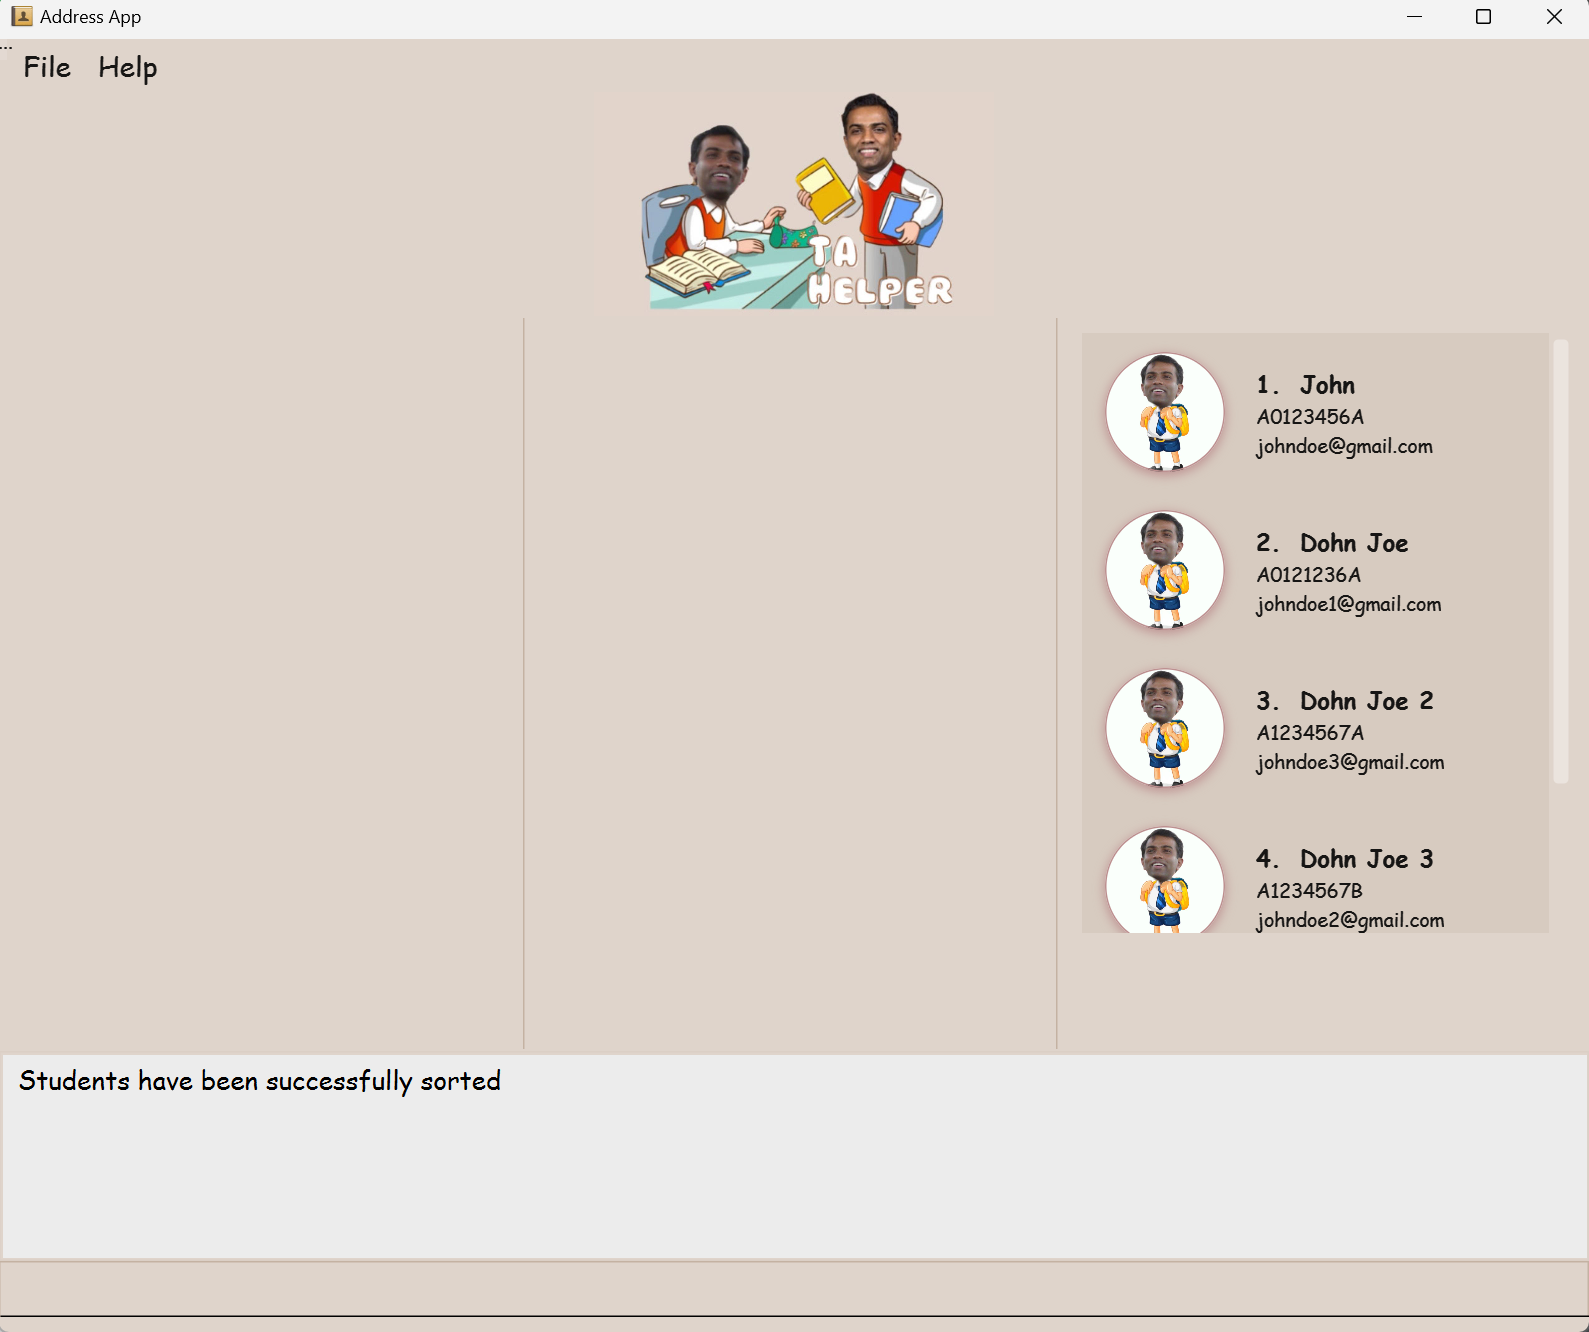 Address App
...
File Help
TA
HELPER
1. John
A0123456A
johndoe@gmail.com
2. Dohn Joe
A0121236A
johndoe1@gmail.com
3. Dohn Joe 2
A1234567A
johndoe3@gmail.com
4. Dohn Joe 3
A1234567B
johndoe2@gmail.com
Students have been successfully sorted